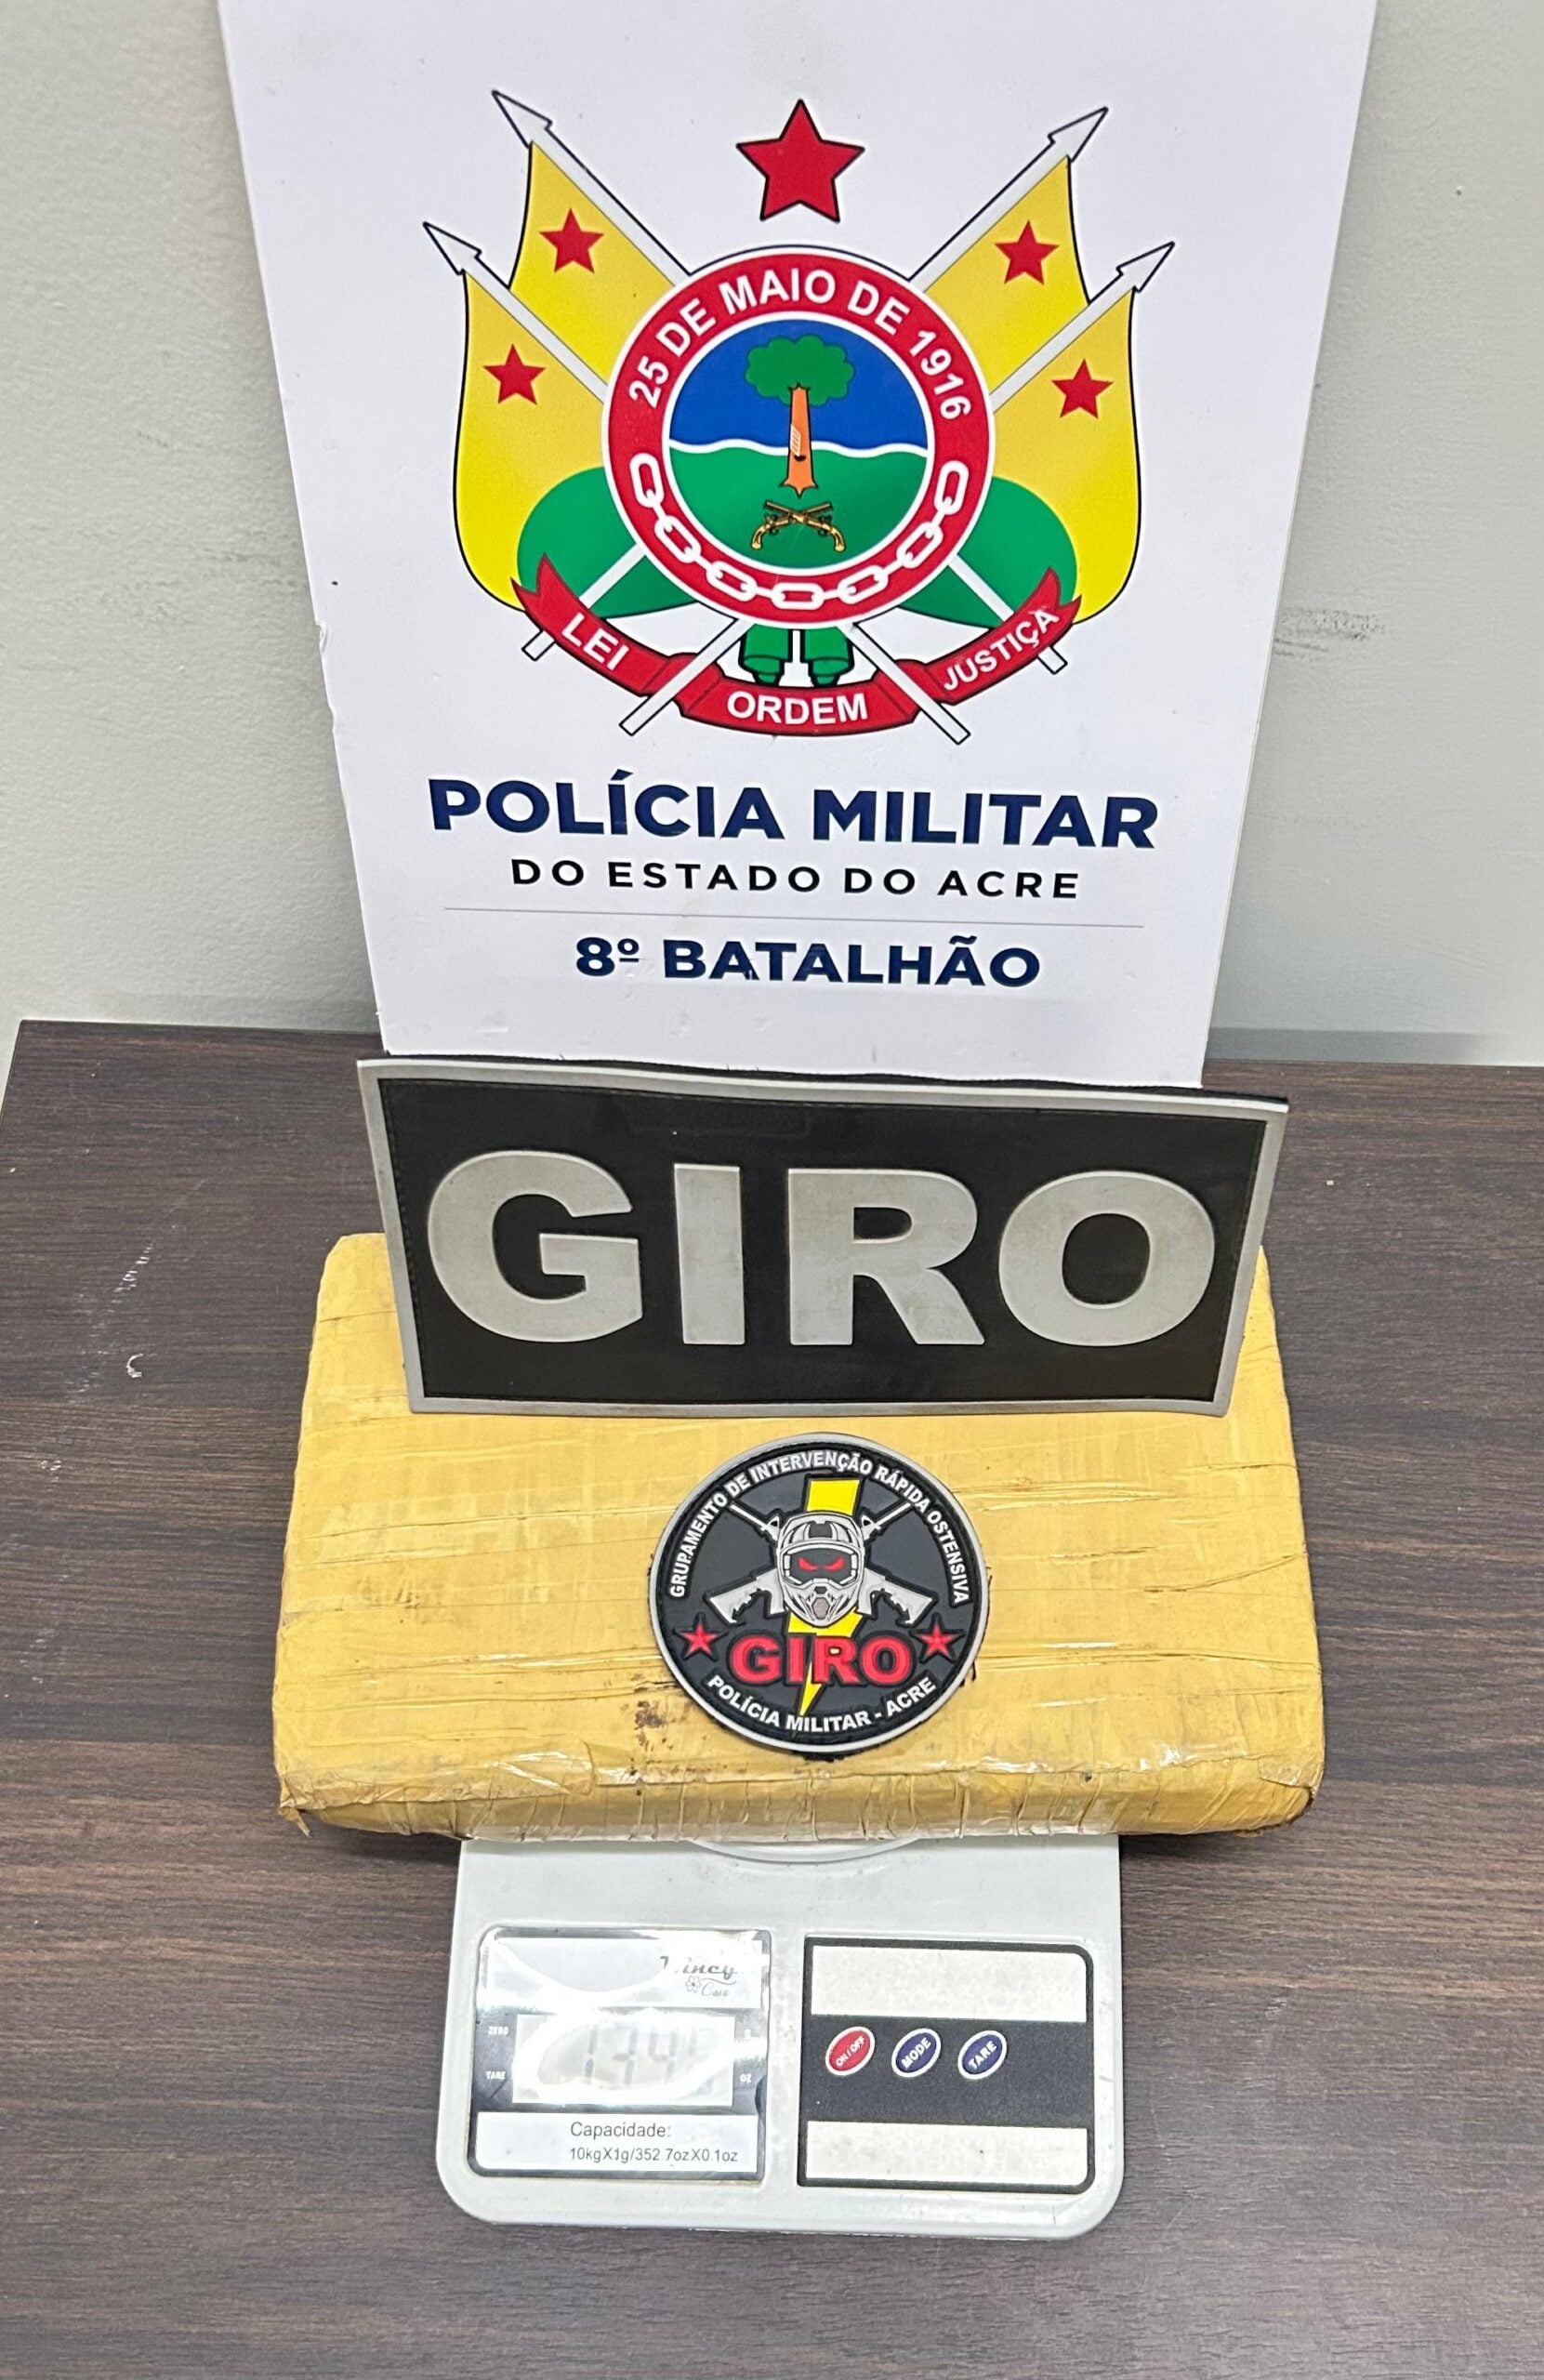 25 DE MAIO DE 1916
LEI
ORDEM
JUSTIÇA
POLÍCIA MILITAR
DO ESTADO DO ACRE
8º BATALHÃO
GIRO
GRUPAMENTO DE INTERVENÇÃO RÁPIDA OSTENSIVA
GIRO
POLÍCIA MILITAR - ACRE
Care
ZERO
TARE
ON / OFF
MODE
TARE
Capacidade:
10kgX1g/352.7ozX0.1oz